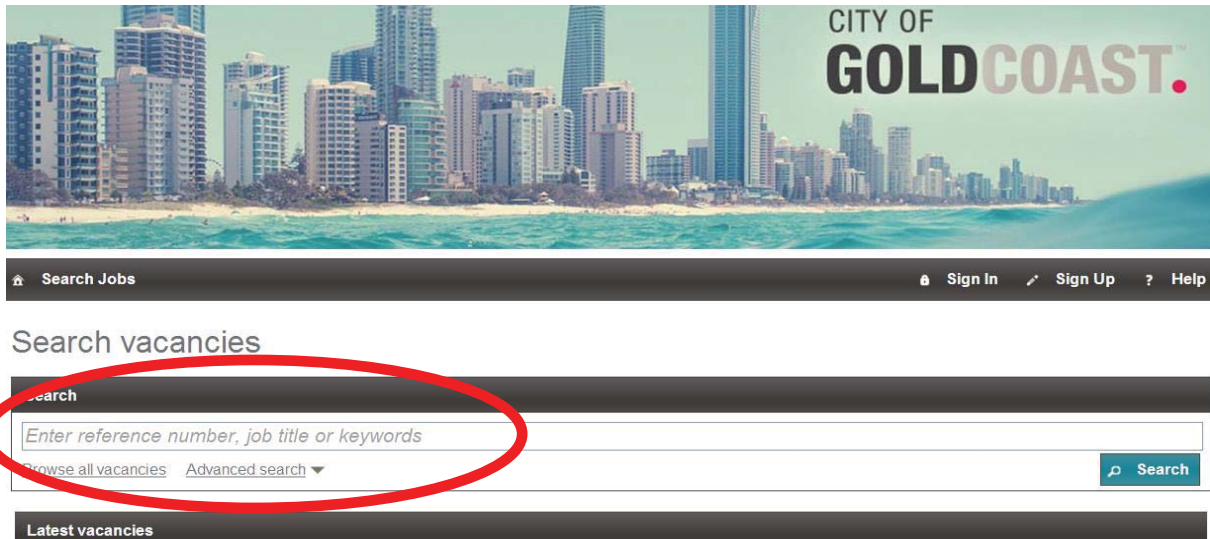 CITY OF
GOLDCOAST.™
Search Jobs
Sign In
Sign Up
? Help
Search vacancies
Search
Enter reference number, job title or keywords
Browse all vacancies
Advanced search
Search
Latest vacancies